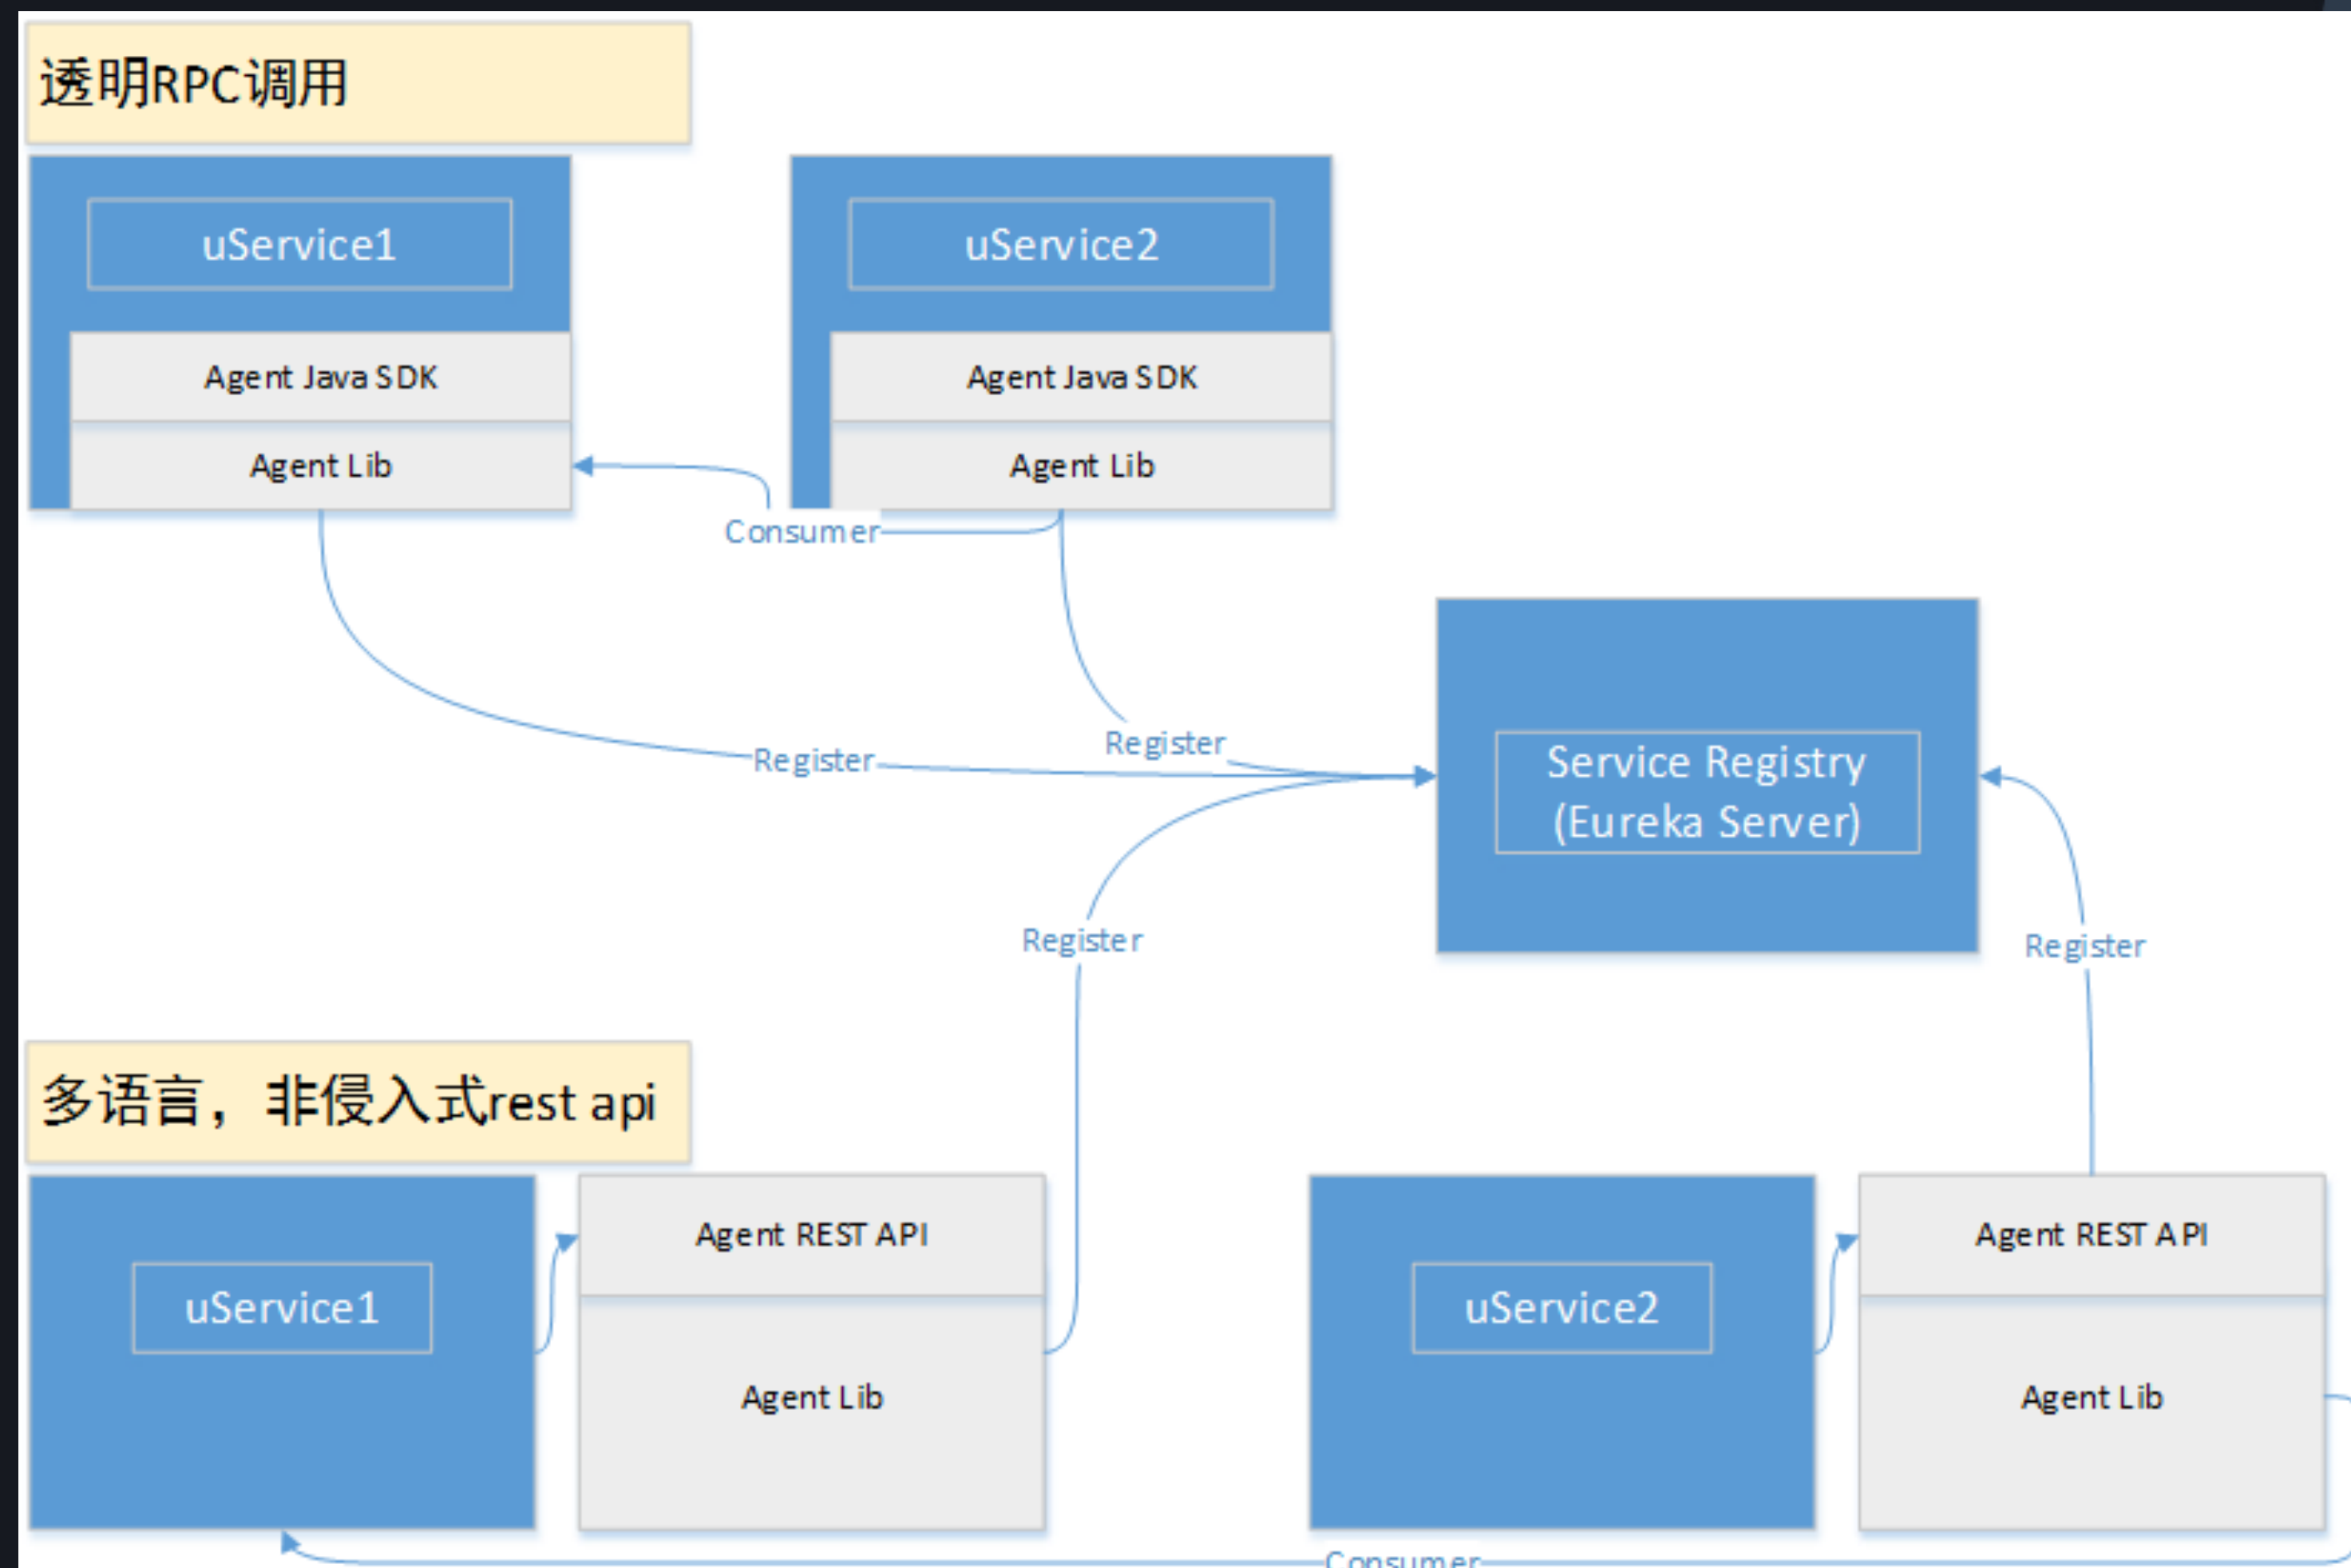 透明RPC调用
uService1
uService2
Agent Java SDK
Agent Java SDK
Agent Lib
Agent Lib
Consumer
Register
Register
Service Registry
(Eureka Server)
Register
Register
多语言，非侵入式rest api
Agent REST API
Agent REST API
uService1
uService2
Agent Lib
Agent Lib
Consumer